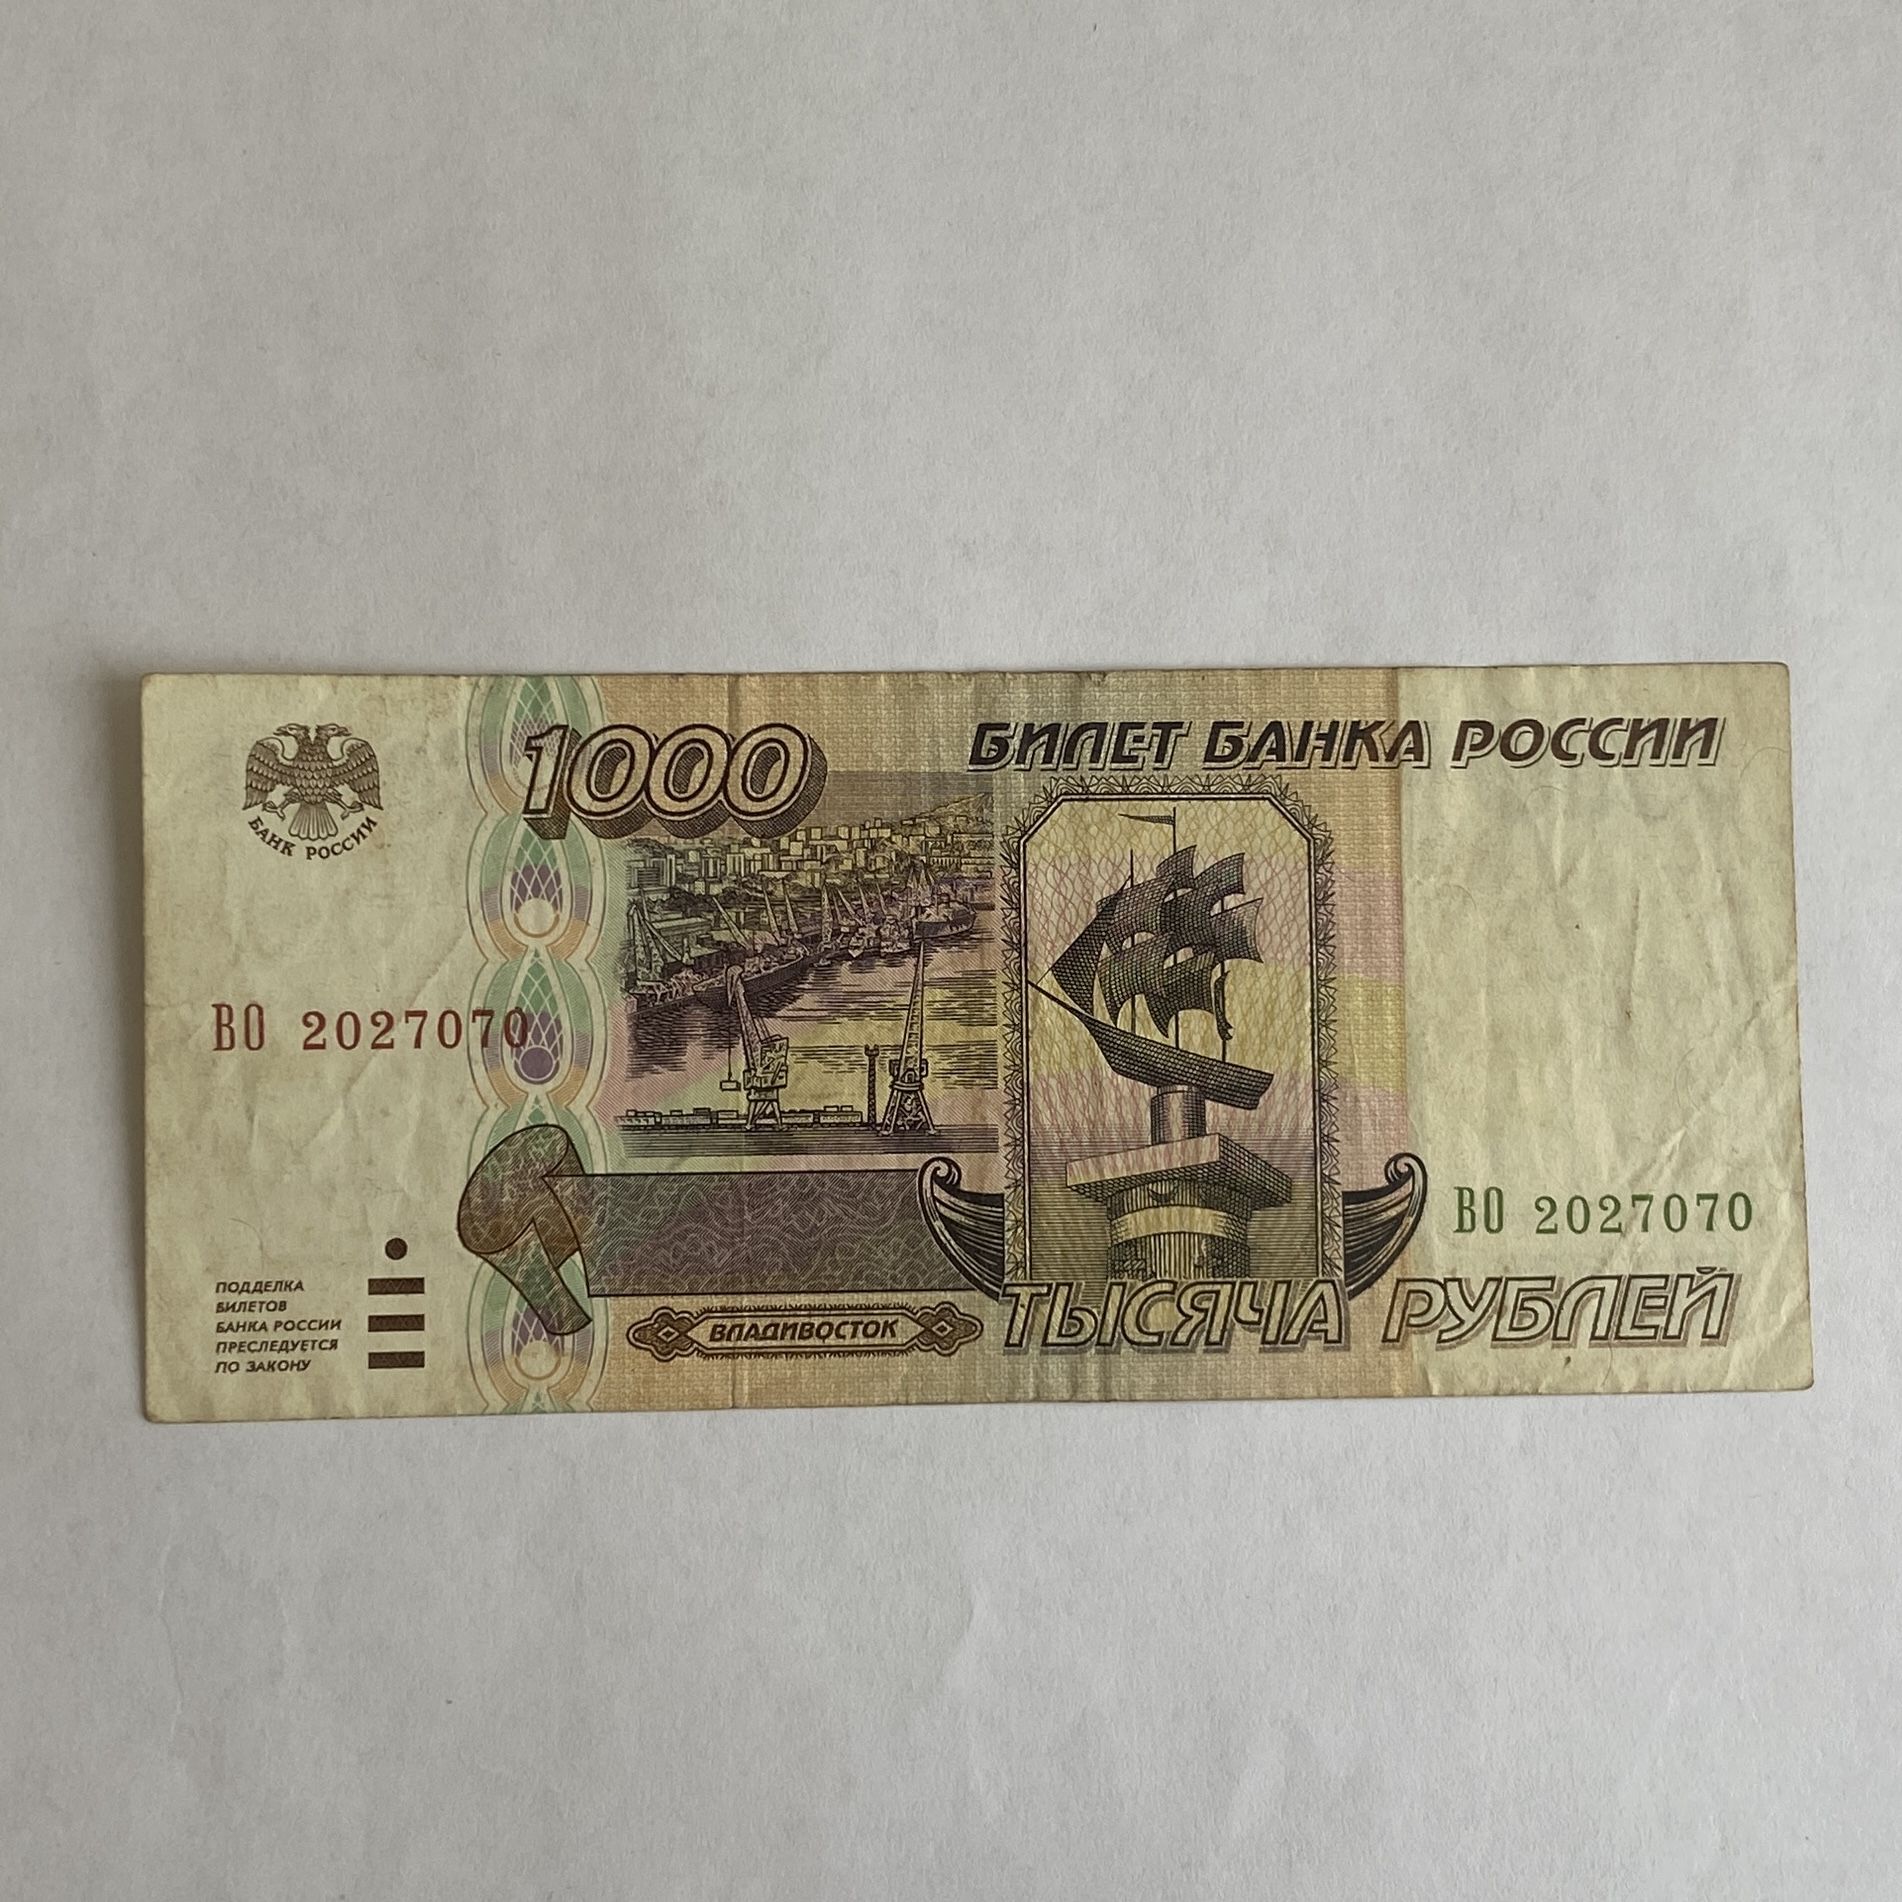 1000
БИЛЕТ БАНКА РОССИИ
БАНК РОССИИ
ВО 2027070
ВО 2027070
ПОДДЕЛКА
БИЛЕТОВ
БАНКА РОССИИ
ПРЕСЛЕДУЕТСЯ
ПО ЗАКОНУ
ВЛАДИВОСТОК
ТЫСЯЧА РУБЛЕЙ